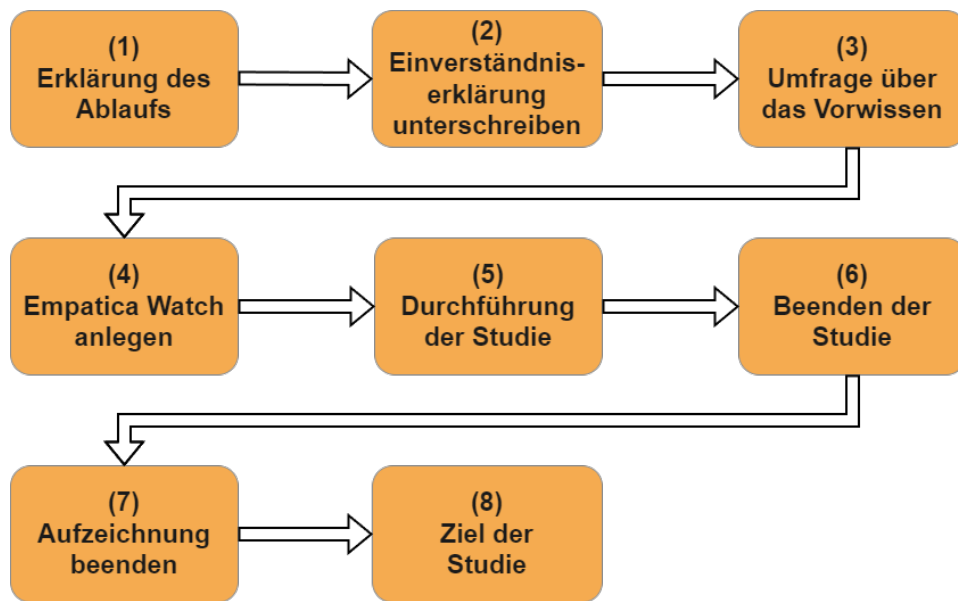 (1)
Erklärung des
Ablaufs
(2)
Einverständnis-
erklärung
unterschreiben
(3)
Umfrage über
das Vorwissen
(4)
Empatica Watch
anlegen
(5)
Durchführung
der Studie
(6)
Beenden der
Studie
(7)
Aufzeichnung
beenden
(8)
Ziel der
Studie